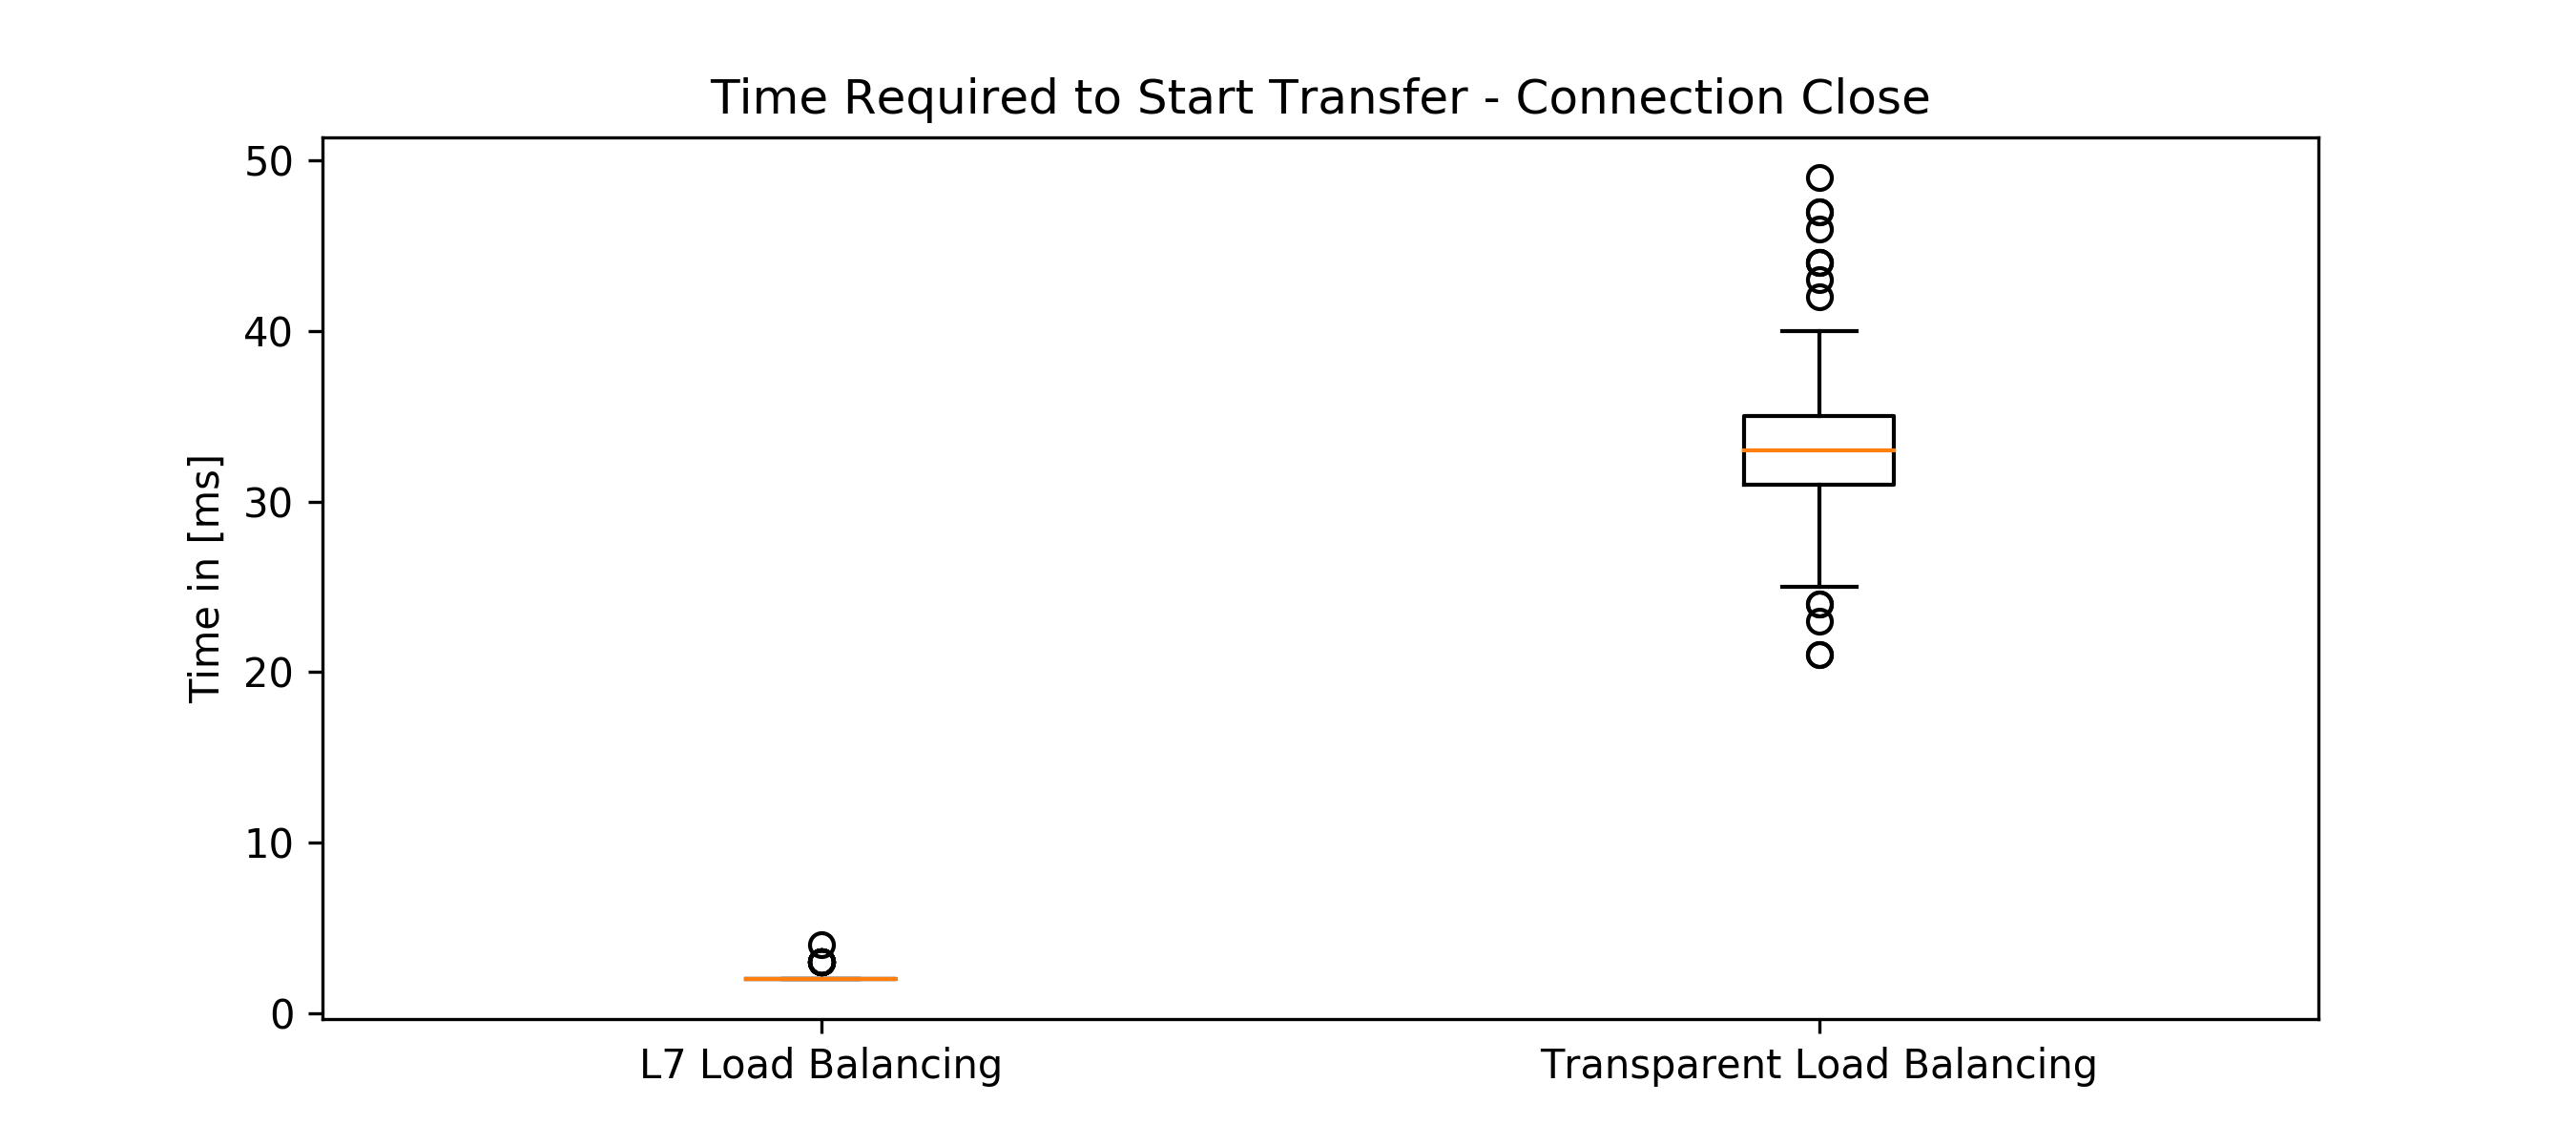 Time Required to Start Transfer - Connection Close
50
40
30
20
10
0
Time in [ms]
L7 Load Balancing
Transparent Load Balancing